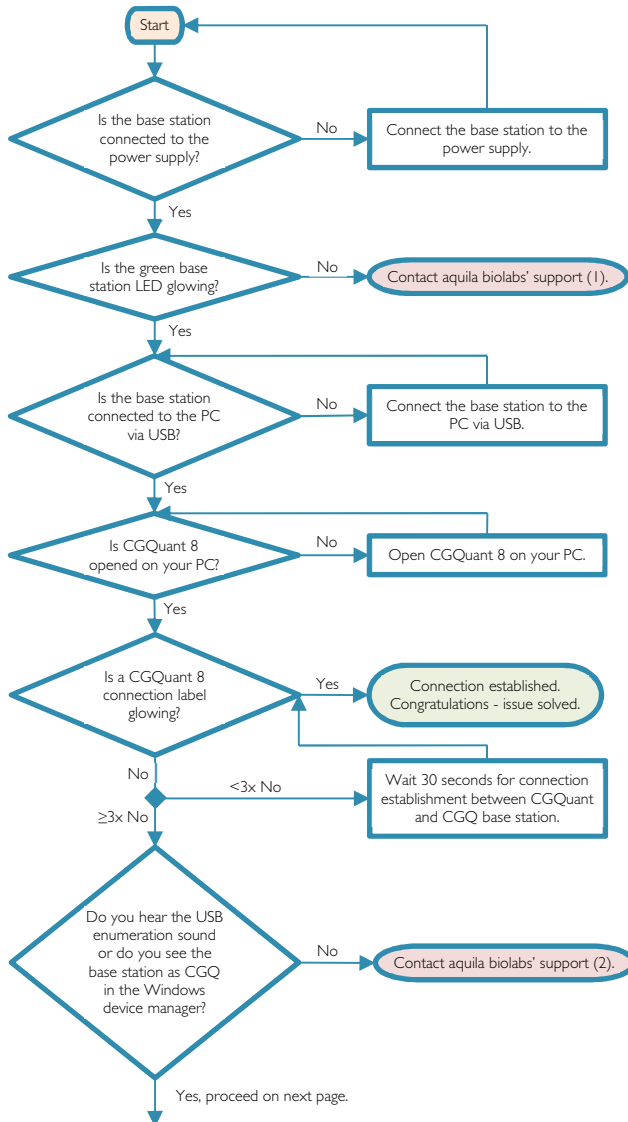 Start
Is the base station
connected to the
power supply?
No
Connect the base station to the
power supply.
Yes
Is the green base
station LED glowing?
No
Contact aquila biolabs' support (1).
Yes
Is the base station
connected to the PC
via USB?
No
Connect the base station to the
PC via USB.
Yes
Is CGQuant 8
opened on your PC?
No
Open CGQuant 8 on your PC.
Yes
Is a CGQuant 8
connection label
glowing?
Yes
Connection established.
Congratulations - issue solved.
No
<3x No
Wait 30 seconds for connection
establishment between CGQuant
and CGQ base station.
≥3x No
Do you hear the USB
enumeration sound
or do you see the
base station as CGQ
in the Windows
device manager?
No
Contact aquila biolabs' support (2).
Yes, proceed on next page.